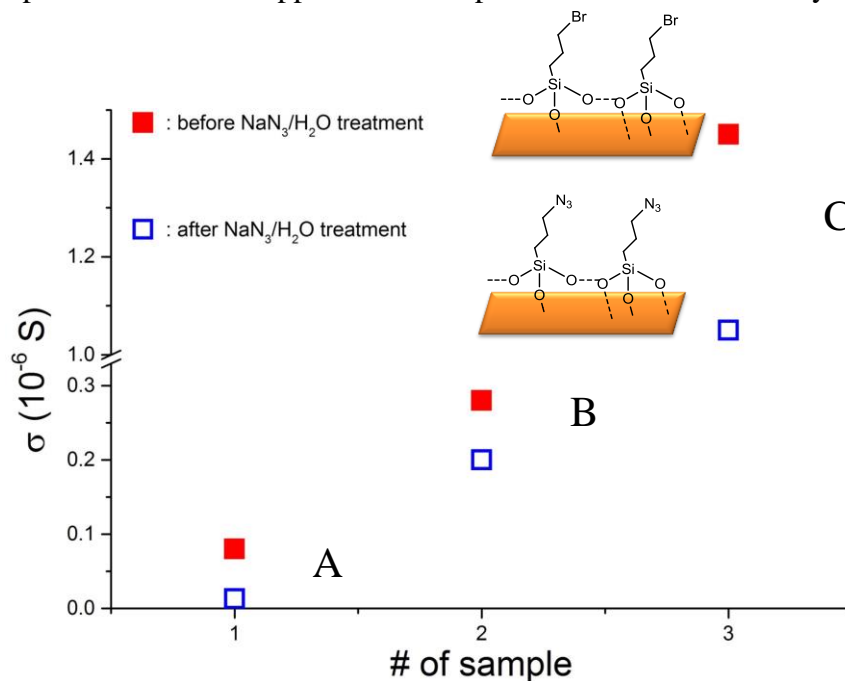 Br
Br
Si
Si
O
O
O
O
O
O
■ : before NaN₃/H₂O treatment
1.4
N₃
N₃
□ : after NaN₃/H₂O treatment
C
1.2
Si
Si
O
O
O
O
O
O
1.0
σ (10⁻⁶ S)
0.3
B
0.2
0.1
A
0.0
1
2
3
# of sample